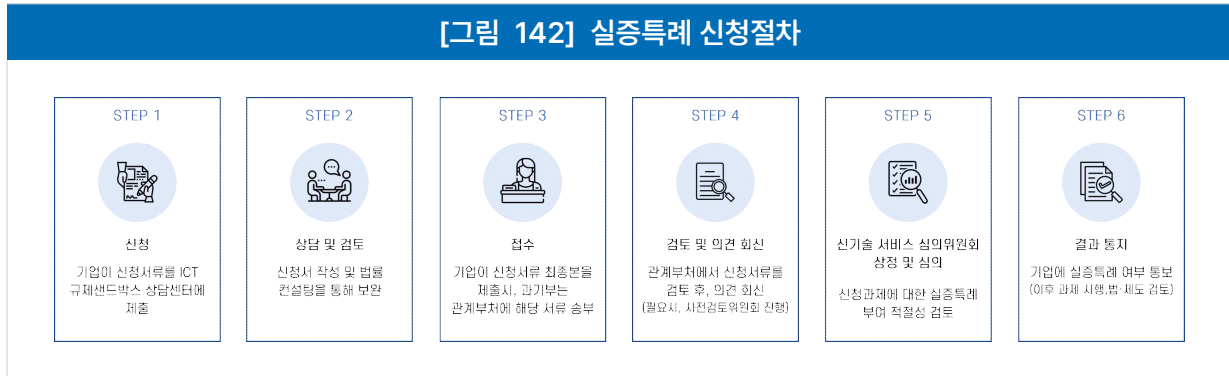 [그림 142] 실증특례 신청절차
STEP 1
신청
기업이 신청서류를 ICT
규제샌드박스 상담센터에
제출
STEP 2
상담 및 검토
신청서 작성 및 법률
컨설팅을 통해 보완
STEP 3
접수
기업이 신청서류 최종본을
제출시, 과기부는
관계부처에 해당 서류 송부
STEP 4
검토 및 의견 회신
관계부처에서 신청서류를
검토 후, 의견 회신
(필요시, 사전검토위원회 진행)
STEP 5
신기술 서비스 심의위원회
상정 및 심의
신청과제에 대한 실증특례
부여 적절성 검토
STEP 6
결과 통지
기업에 실증특례 여부 통보
(이후 과제 시행,법·제도 검토)